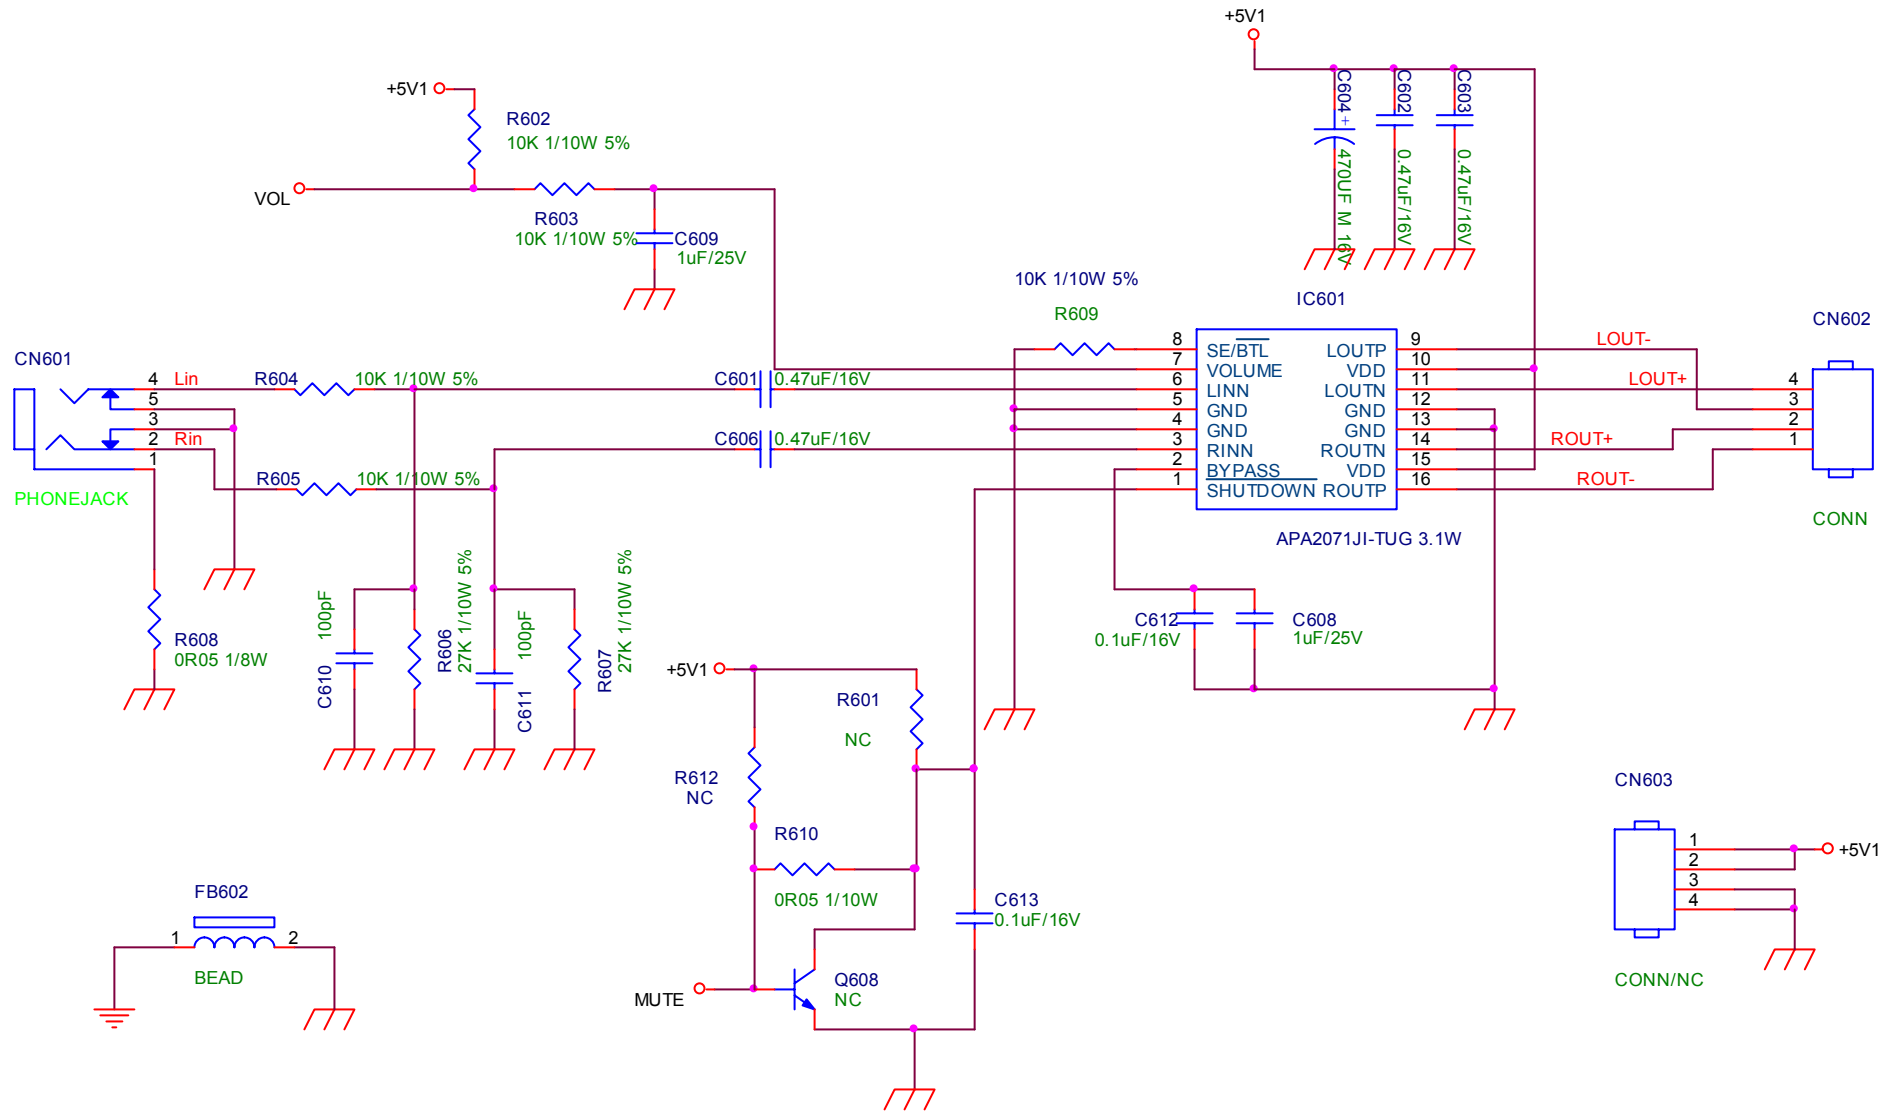 +5V1
+5V1
R602
10K 1/10W 5%
VOL
R603
10K 1/10W 5%
C609
1uF/25V
C604
+
470UF M 16V
C602
0.47uF/16V
C603
0.47uF/16V
10K 1/10W 5%
R609
IC601
8
7
6
5
4
3
2
1
SE/BTL
VOLUME
LINN
GND
GND
RINN
BYPASS
SHUTDOWN
LOUTP
VDD
LOUTN
GND
GND
ROUTN
VDD
ROUTP
9
10
11
12
13
14
15
16
APA2071JI-TUG 3.1W
LOUT-
LOUT+
ROUT+
ROUT-
CN602
4
3
2
1
CONN
CN601
4
Lin
5
3
2
Rin
1
PHONEJACK
R604
10K 1/10W 5%
C601
0.47uF/16V
C606
0.47uF/16V
R605
10K 1/10W 5%
R608
0R05 1/8W
100pF
C610
R606
27K 1/10W 5%
100pF
C611
R607
27K 1/10W 5%
C612
0.1uF/16V
C608
1uF/25V
+5V1
R601
NC
R612
NC
R610
0R05 1/10W
C613
0.1uF/16V
MUTE
Q608
NC
FB602
1
2
BEAD
CN603
1
2
3
4
+5V1
CONN/NC